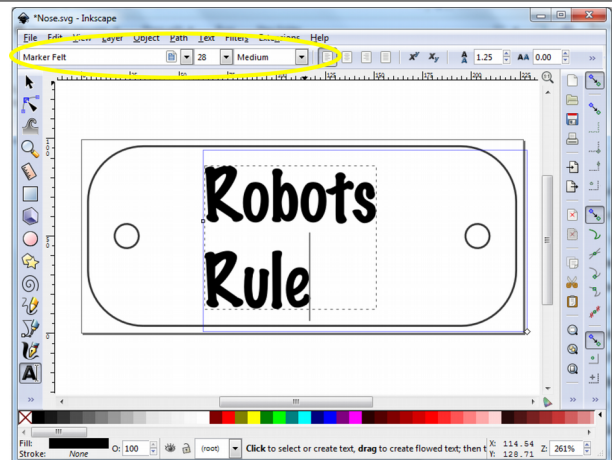 *Nose.svg - Inkscape
File Edit View Layer Object Path Text Filters Extensions Help
Marker Felt 28 Medium 1.25 AA 0.00
Robots
Rule
A
Fill: O: 100 (root) Click to select or create text, drag to create flowed text; then X: 114.54 Z: 261%
Stroke: None Y: 128.71